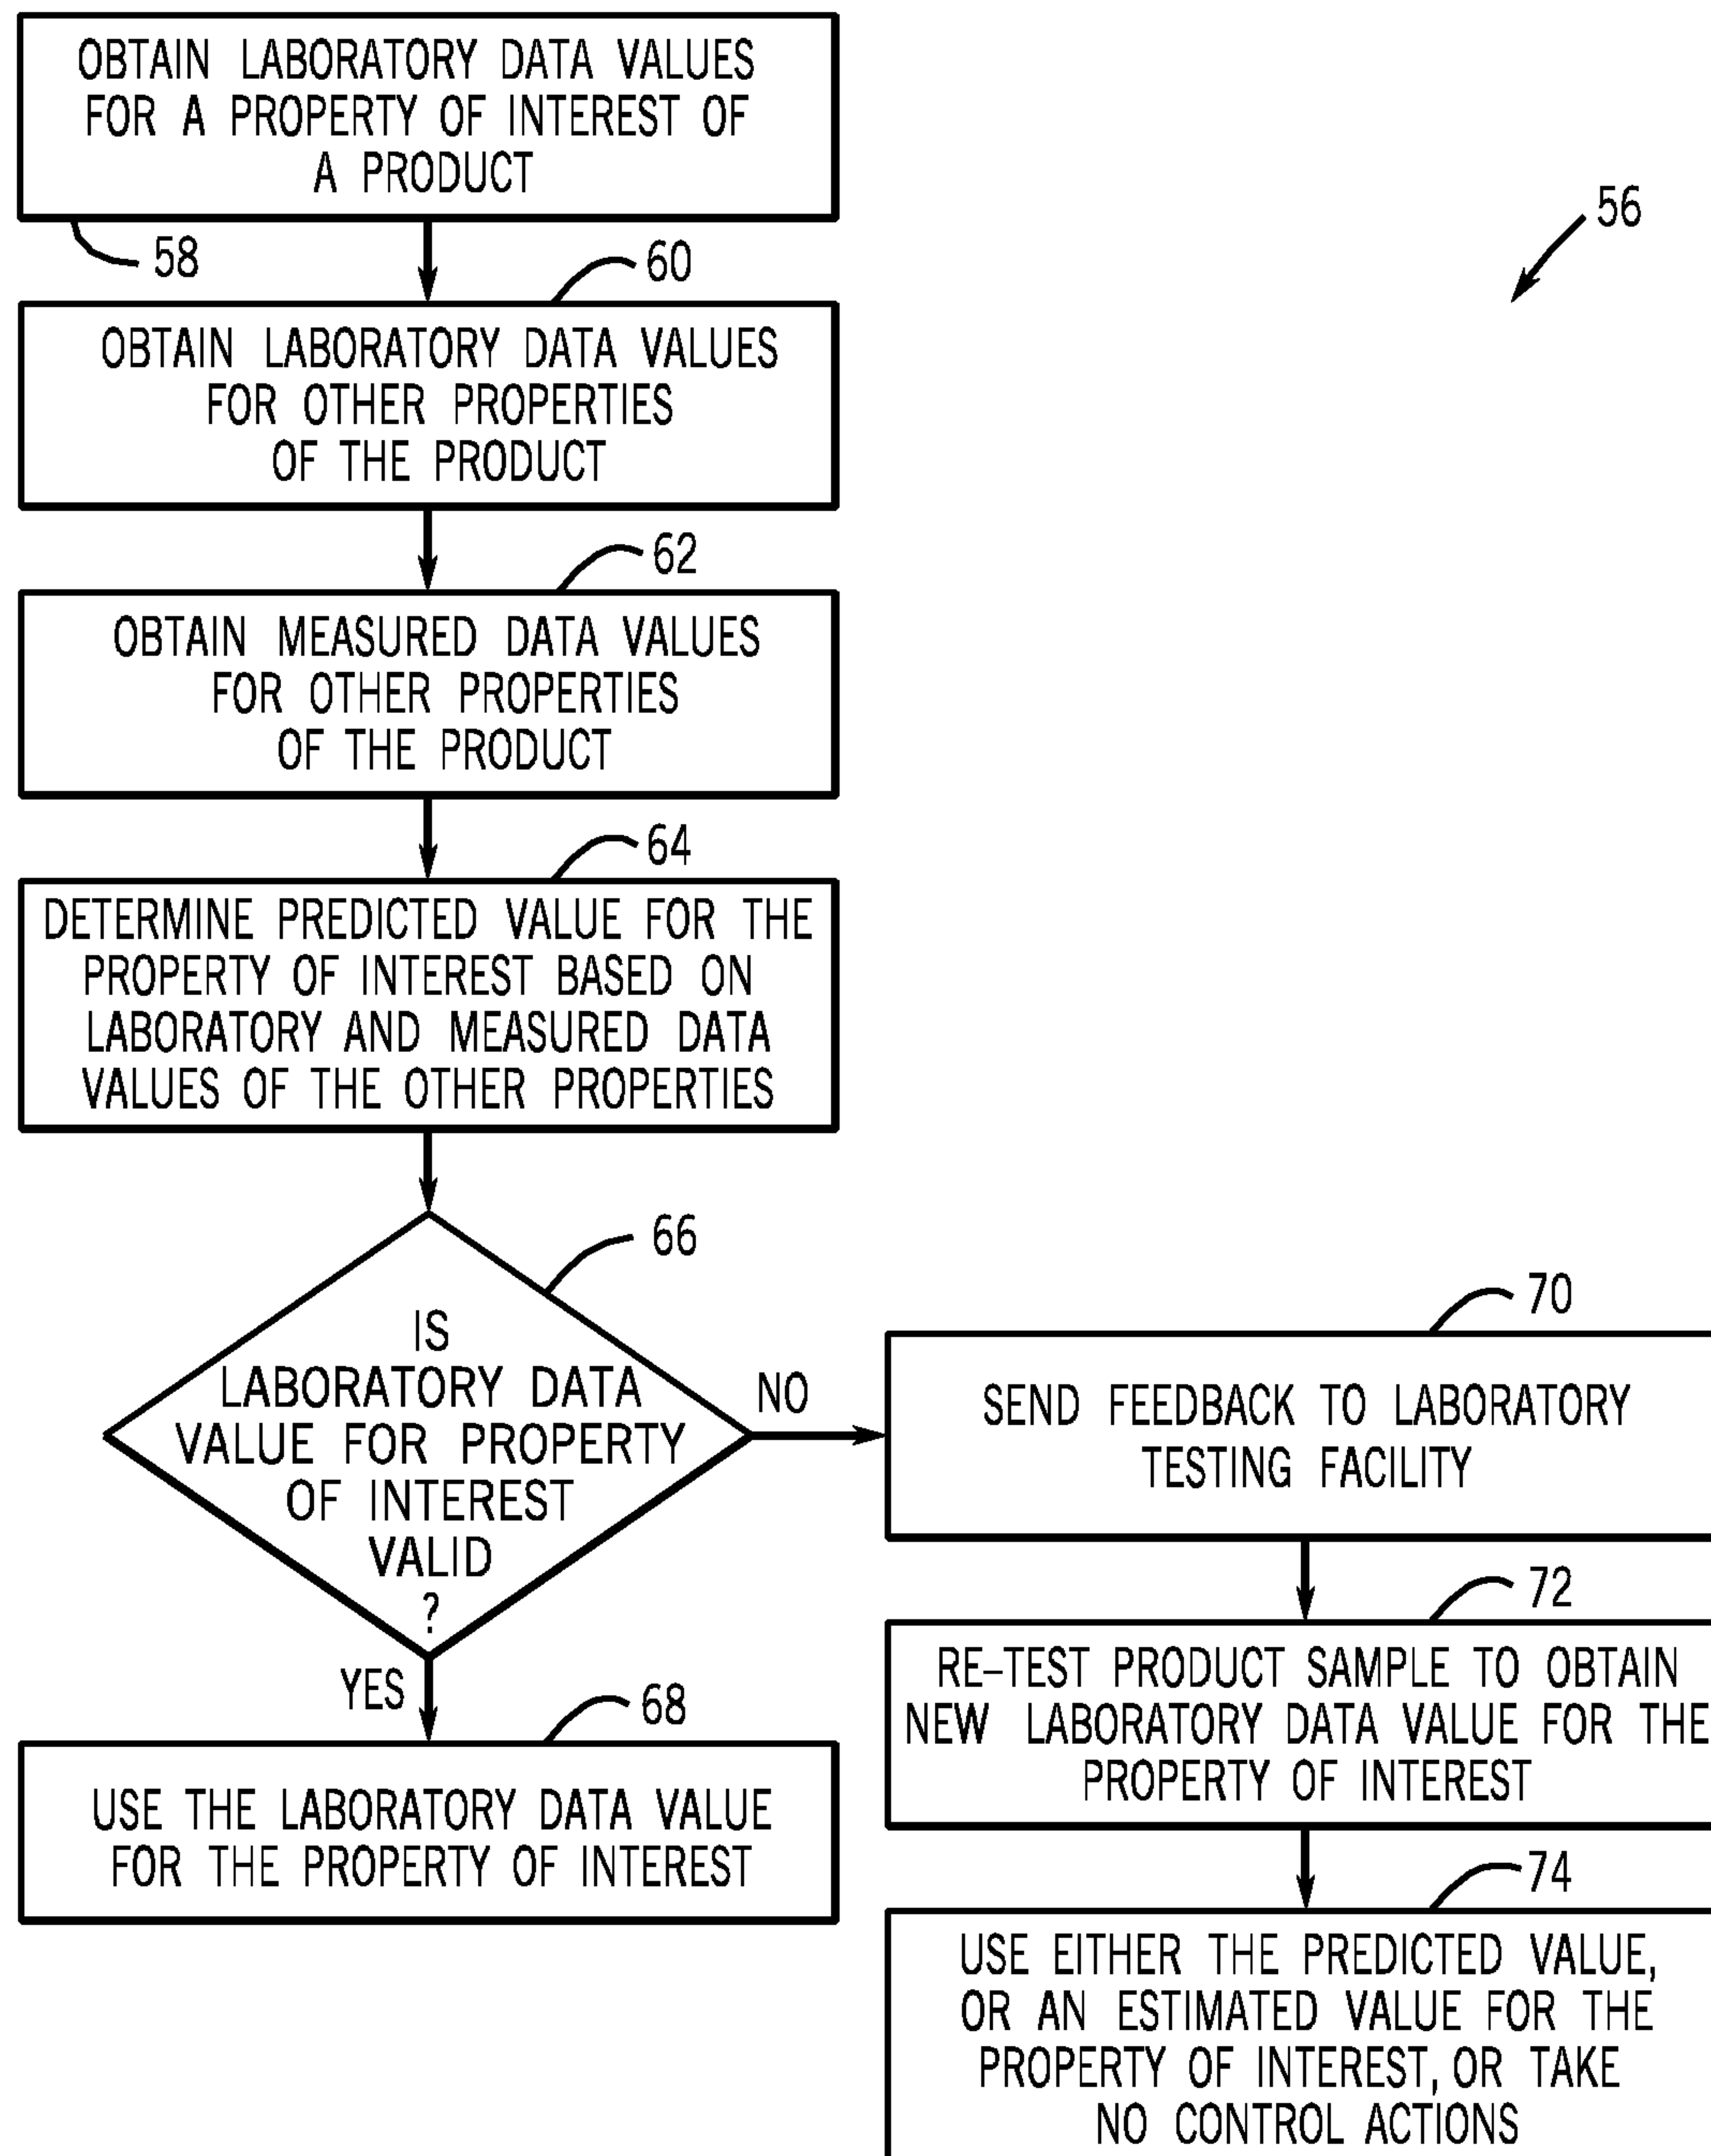 OBTAIN LABORATORY DATA VALUES
FOR A PROPERTY OF INTEREST OF
A PRODUCT
58
56
60
OBTAIN LABORATORY DATA VALUES
FOR OTHER PROPERTIES
OF THE PRODUCT
62
OBTAIN MEASURED DATA VALUES
FOR OTHER PROPERTIES
OF THE PRODUCT
64
DETERMINE PREDICTED VALUE FOR THE
PROPERTY OF INTEREST BASED ON
LABORATORY AND MEASURED DATA
VALUES OF THE OTHER PROPERTIES
66
IS
LABORATORY DATA
VALUE FOR PROPERTY
OF INTEREST
VALID
?
YES
68
USE THE LABORATORY DATA VALUE
FOR THE PROPERTY OF INTEREST
NO
70
SEND FEEDBACK TO LABORATORY
TESTING FACILITY
72
RE-TEST PRODUCT SAMPLE TO OBTAIN
NEW LABORATORY DATA VALUE FOR THE
PROPERTY OF INTEREST
74
USE EITHER THE PREDICTED VALUE,
OR AN ESTIMATED VALUE FOR THE
PROPERTY OF INTEREST, OR TAKE
NO CONTROL ACTIONS